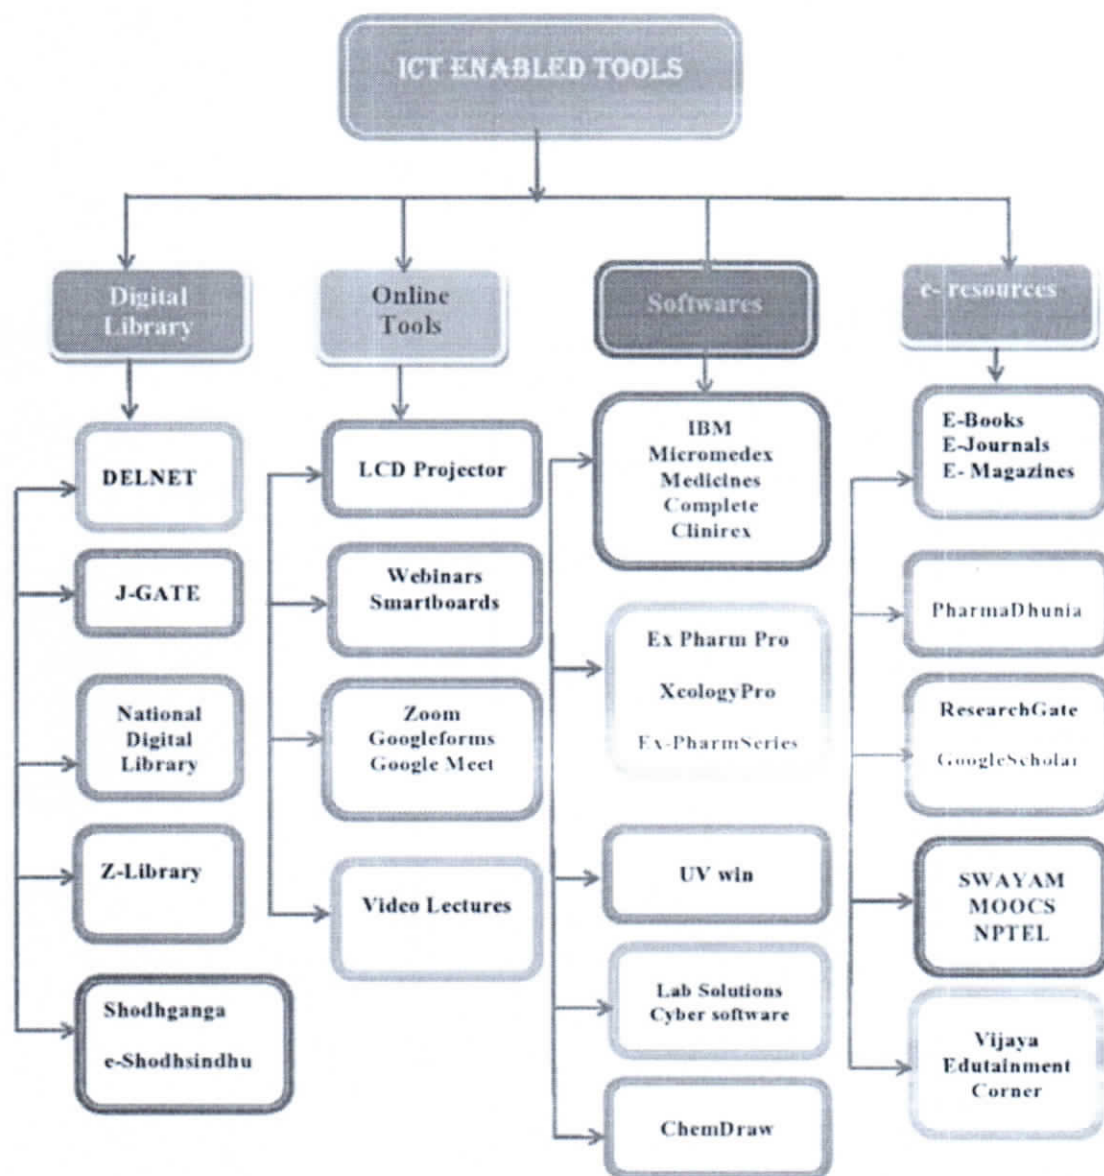 ICT ENABLED TOOLS
Digital
Library
DELNET
J-GATE
National
Digital
Library
Z-Library
Shodhganga
e-Shodhsindhu
Online
Tools
LCD Projector
Webinars
Smartboards
Zoom
Googleforms
Google Meet
Video Lectures
Softwares
IBM
Micromedex
Medicines
Complete
Clinirex
Ex Pharm Pro
XcologyPro
Ex-PharmSeries
UV win
Lab Solutions
Cyber software
ChemDraw
e- resources
E-Books
E-Journals
E- Magazines
PharmaDhunia
ResearchGate
GoogleScholar
SWAYAM
MOOCS
NPTEL
Vijaya
Edutainment
Corner